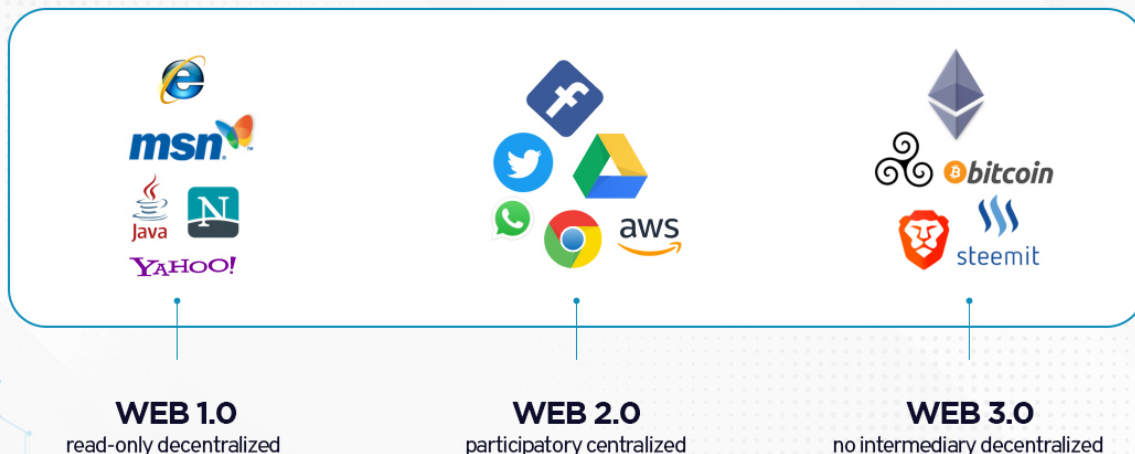 msn
Java
N
YAHOO!
aws
bitcoin
steemit
WEB 1.0
read-only decentralized
WEB 2.0
participatory centralized
WEB 3.0
no intermediary decentralized